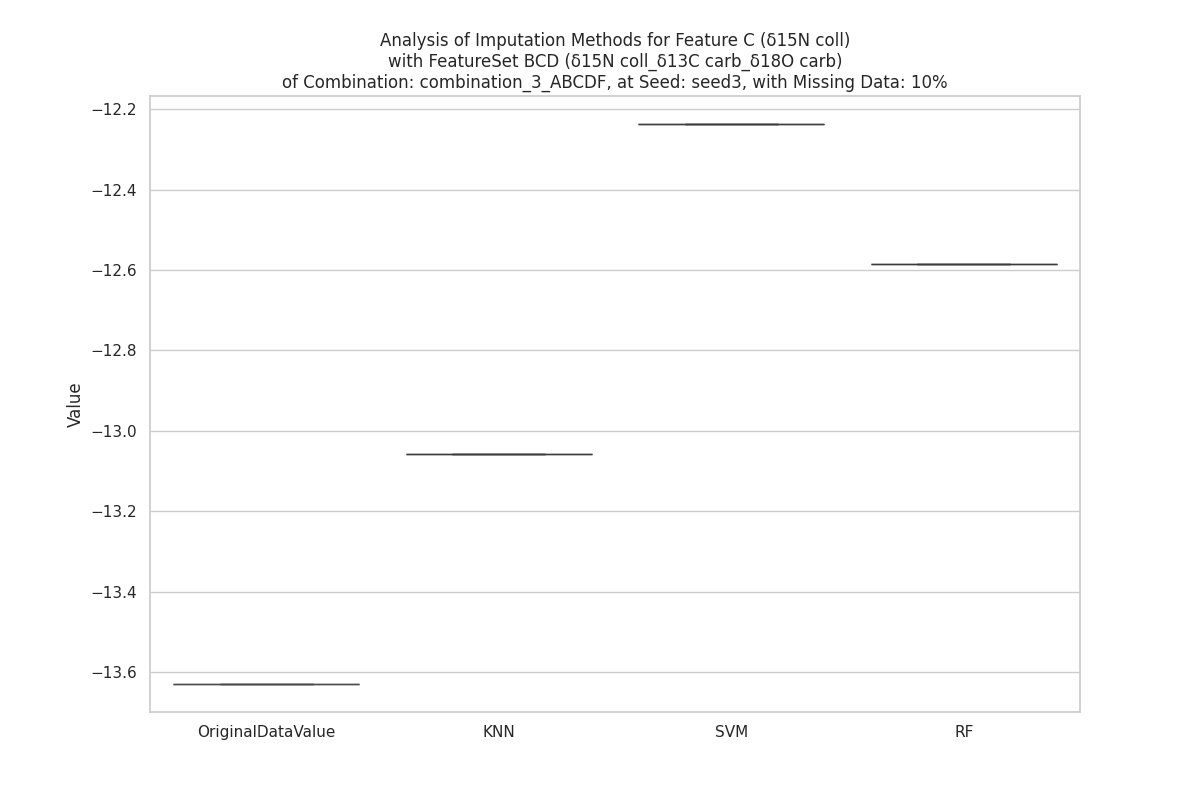 Analysis of Imputation Methods for Feature C (δ15N coll)
with FeatureSet BCD (δ15N coll_δ13C carb_δ18O carb)
of Combination: combination_3_ABCDF, at Seed: seed3, with Missing Data: 10%
−12.2
−12.4
−12.6
−12.8
−13.0
−13.2
−13.4
−13.6
Value
OriginalDataValue KNN SVM RF